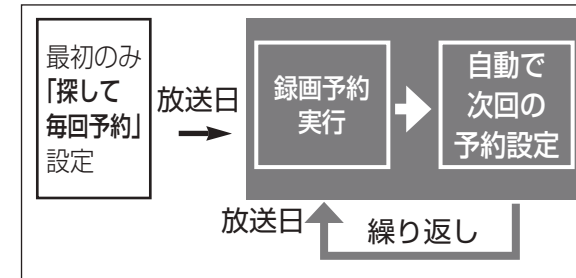 最初のみ
「探して
毎回予約」
設定
放送日
録画予約
実行
自動で
次回の
予約設定
放送日
繰り返し